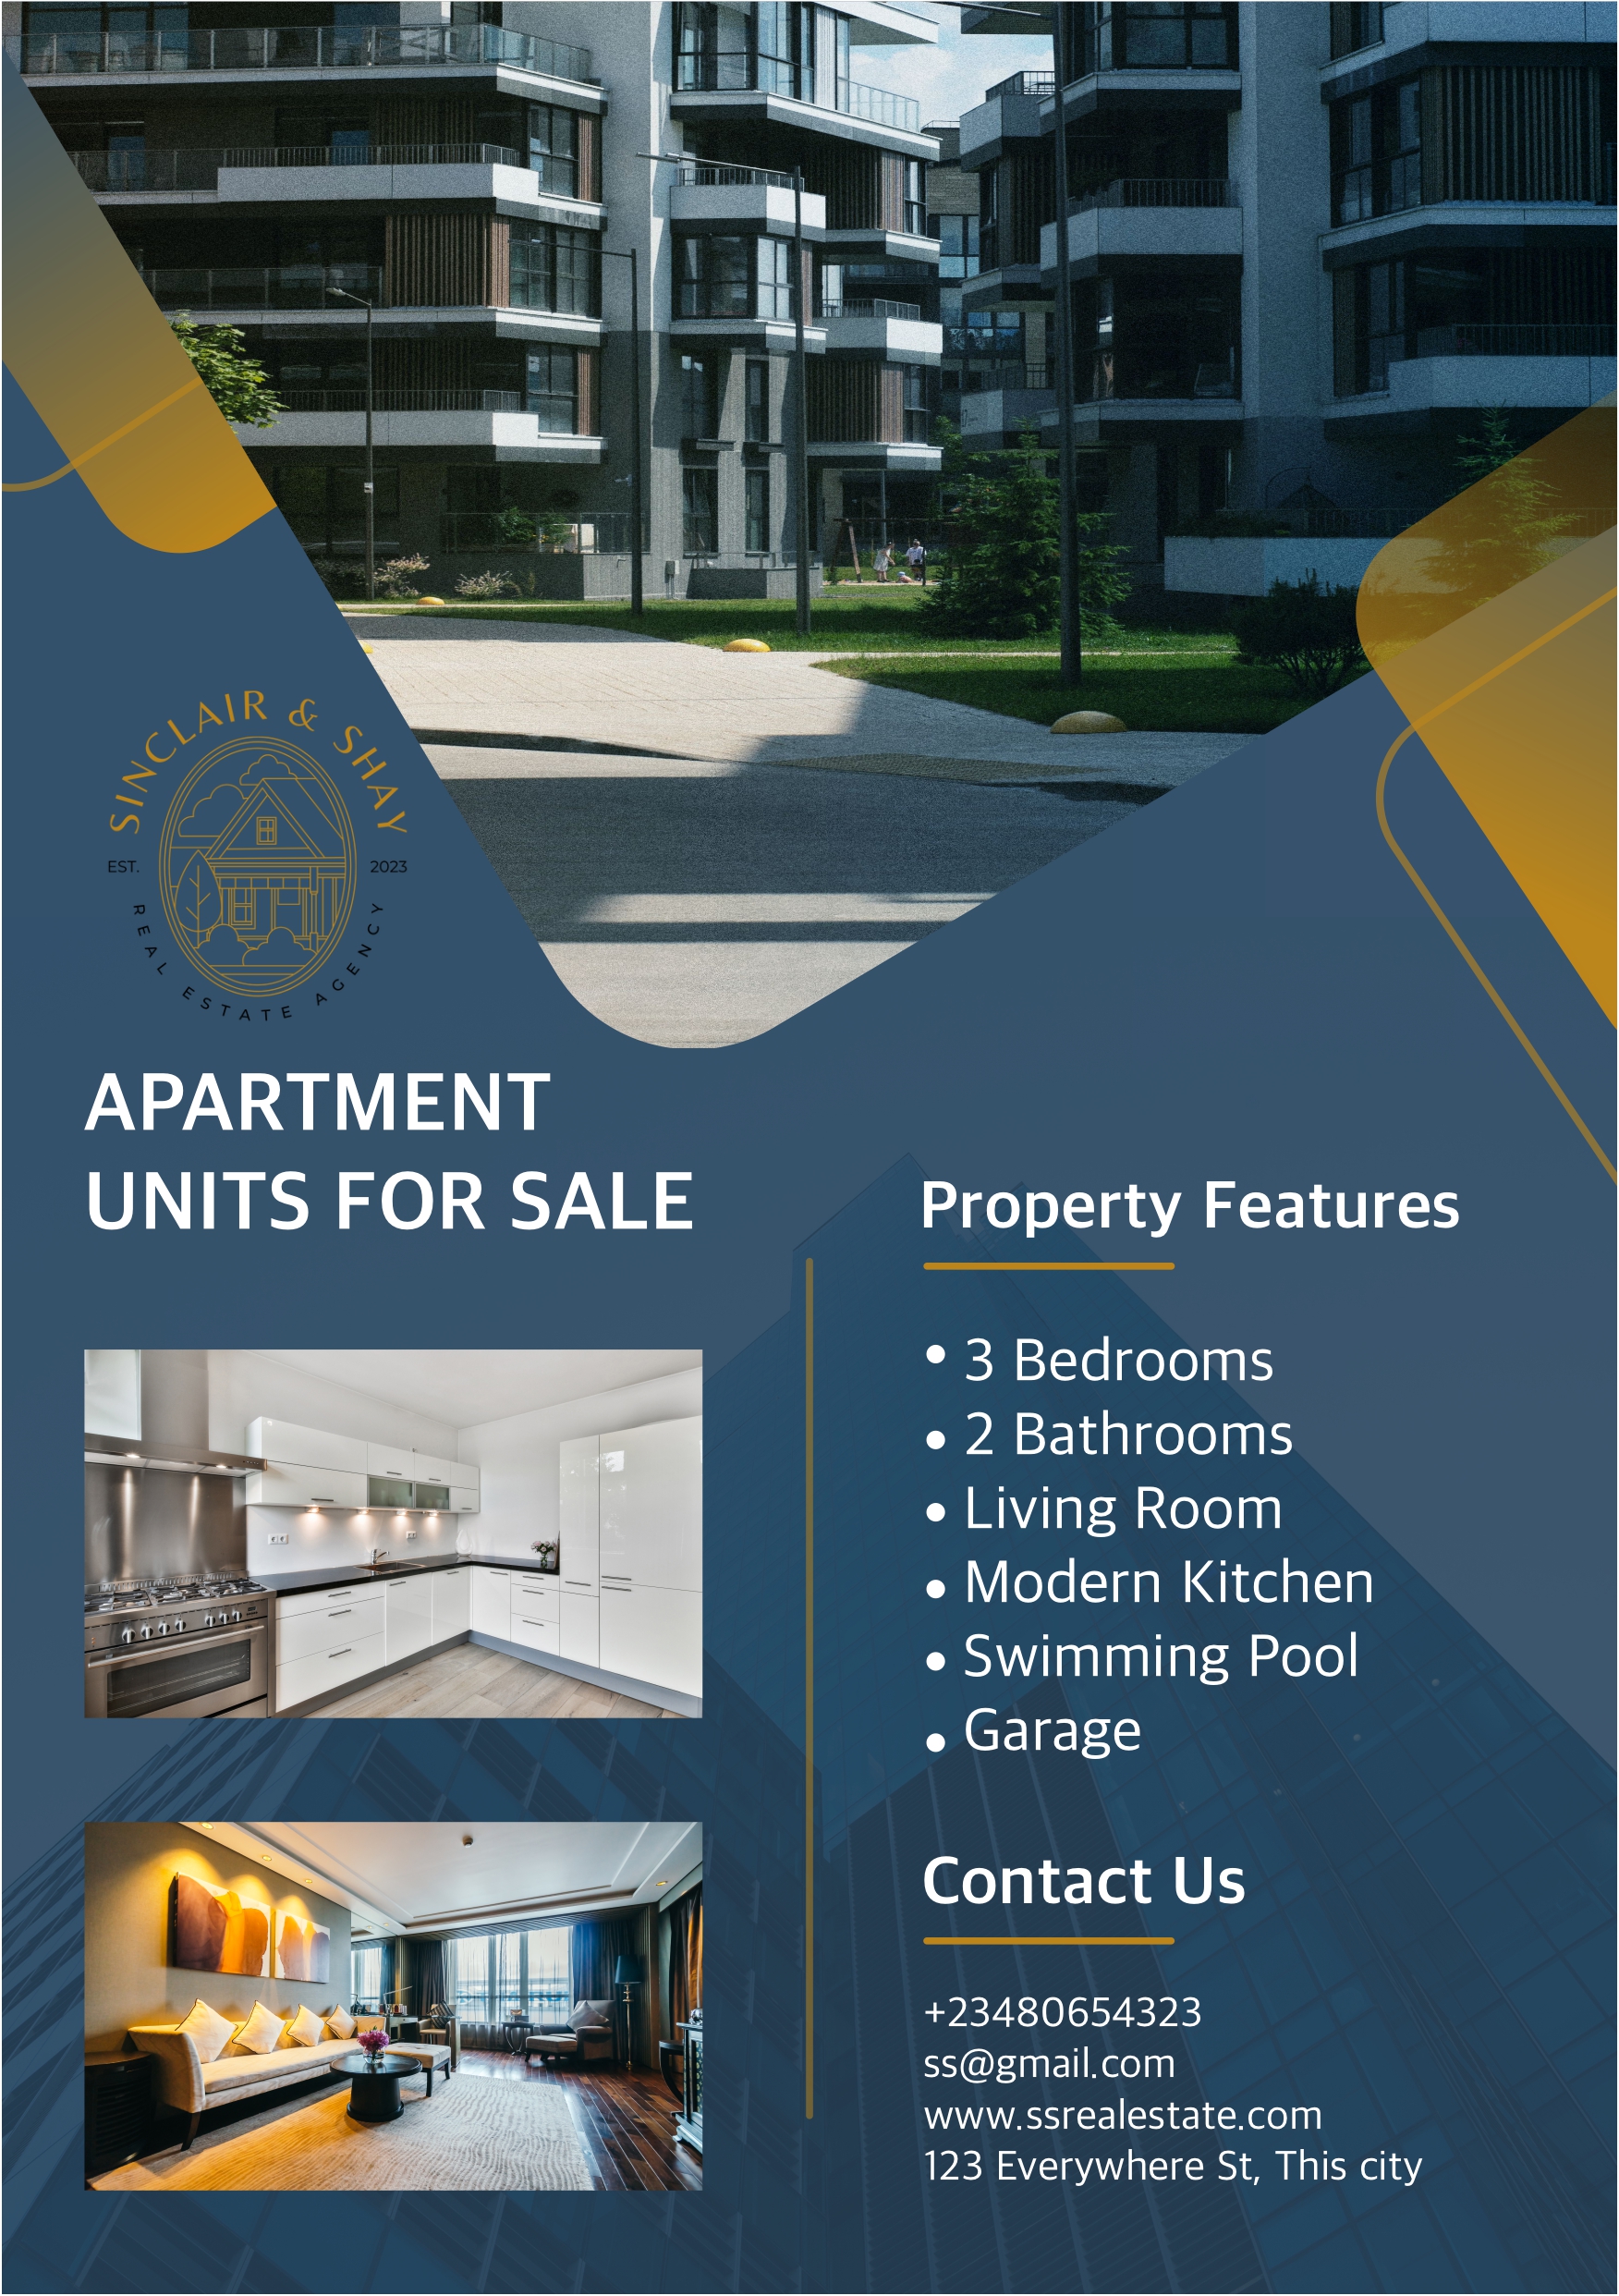 SINCLAIR & SHAY
EST. 2023
REAL ESTATE AGENCY
APARTMENT
UNITS FOR SALE
Property Features
• 3 Bedrooms
• 2 Bathrooms
• Living Room
• Modern Kitchen
• Swimming Pool
• Garage
Contact Us
+23480654323
ss@gmail.com
www.ssrealestate.com
123 Everywhere St, This city